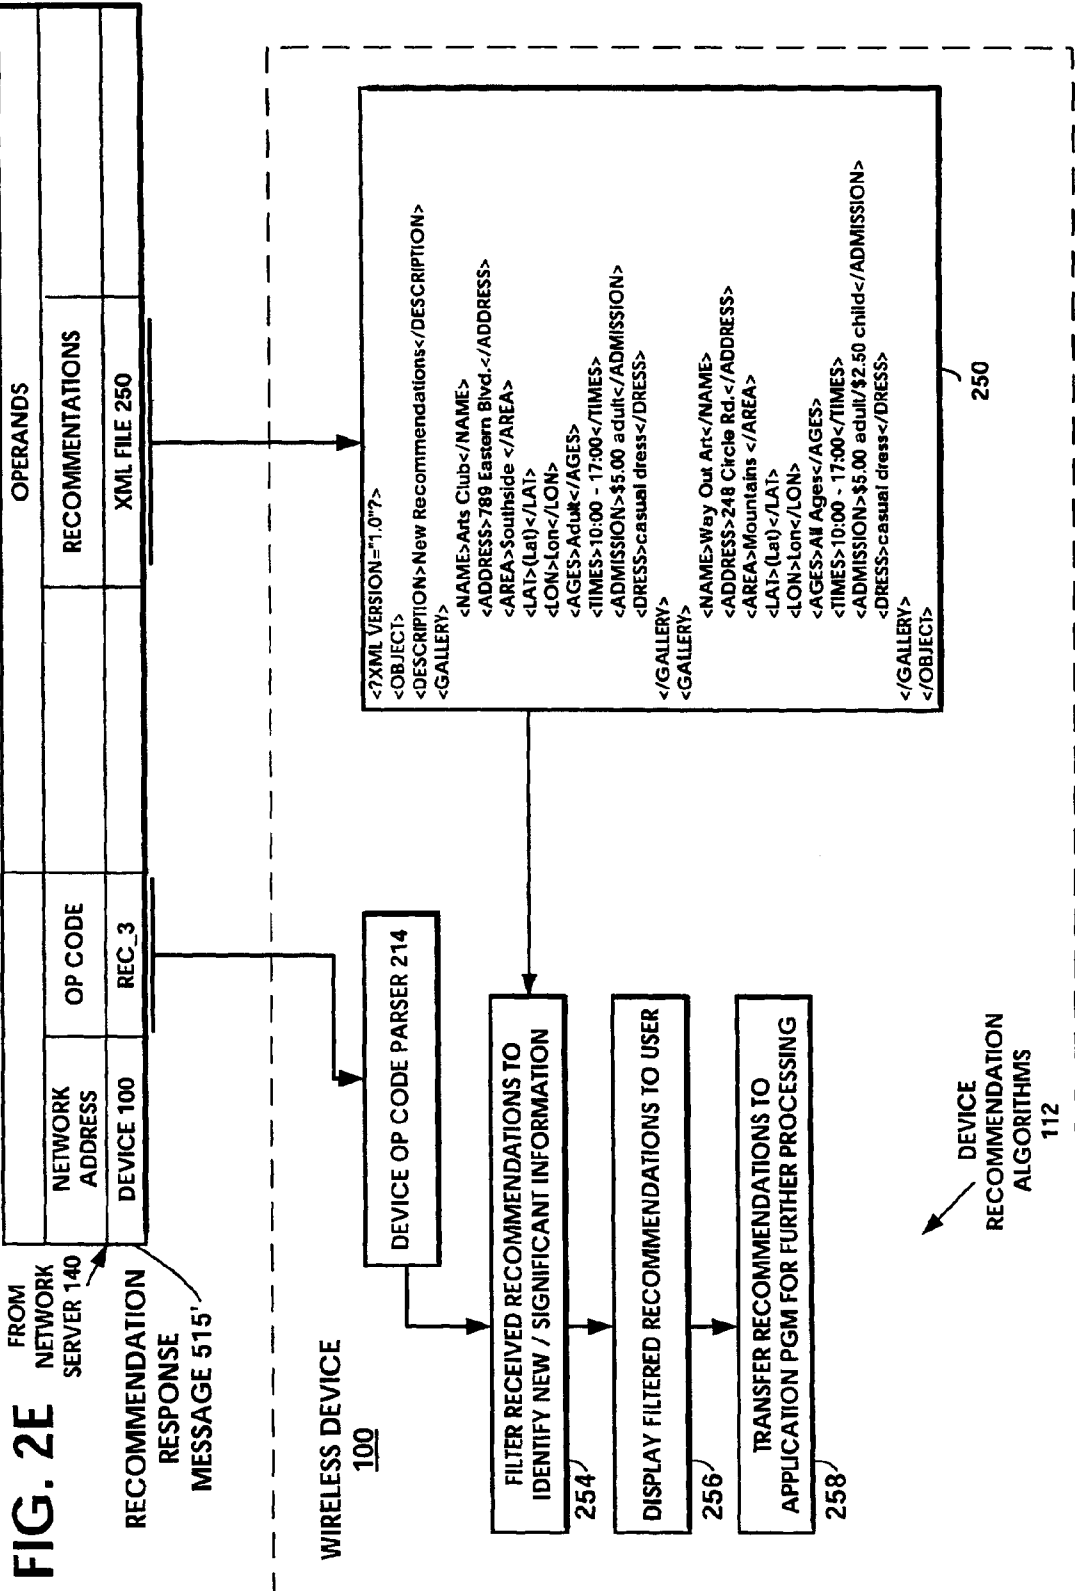 FIG. 2E
FROM
NETWORK
SERVER 140
RECOMMENDATION
RESPONSE
MESSAGE 515'
OPERANDS
NETWORK
ADDRESS
OP CODE
RECOMMENTATIONS
DEVICE 100
REC_3
XML FILE 250
WIRELESS DEVICE
100
DEVICE OP CODE PARSER 214
FILTER RECEIVED RECOMMENDATIONS TO
IDENTIFY NEW / SIGNIFICANT INFORMATION
254
DISPLAY FILTERED RECOMMENDATIONS TO USER
256
TRANSFER RECOMMENDATIONS TO
APPLICATION PGM FOR FURTHER PROCESSING
258
<?XML VERSION="1.0"?>
<OBJECT>
<DESCRIPTION>New Recommendations</DESCRIPTION>
<GALLERY>
<NAME>Arts Club</NAME>
<ADDRESS>789 Eastern Blvd.</ADDRESS>
<AREA>Southside </AREA>
<LAT>(Lat)</LAT>
<LON>Lon</LON>
<AGES>Adult</AGES>
<TIMES>10:00 - 17:00</TIMES>
<ADMISSION>$5.00 adult</ADMISSION>
<DRESS>casual dress</DRESS>
</GALLERY>
<GALLERY>
<NAME>Way Out Art</NAME>
<ADDRESS>248 Circle Rd.</ADDRESS>
<AREA>Mountains </AREA>
<LAT>(Lat)</LAT>
<LON>Lon</LON>
<AGES>All Ages</AGES>
<TIMES>10:00 - 17:00</TIMES>
<ADMISSION>$5.00 adult/$2.50 child</ADMISSION>
<DRESS>casual dress</DRESS>
</GALLERY>
</OBJECT>
250
DEVICE
RECOMMENDATION
ALGORITHMS
112